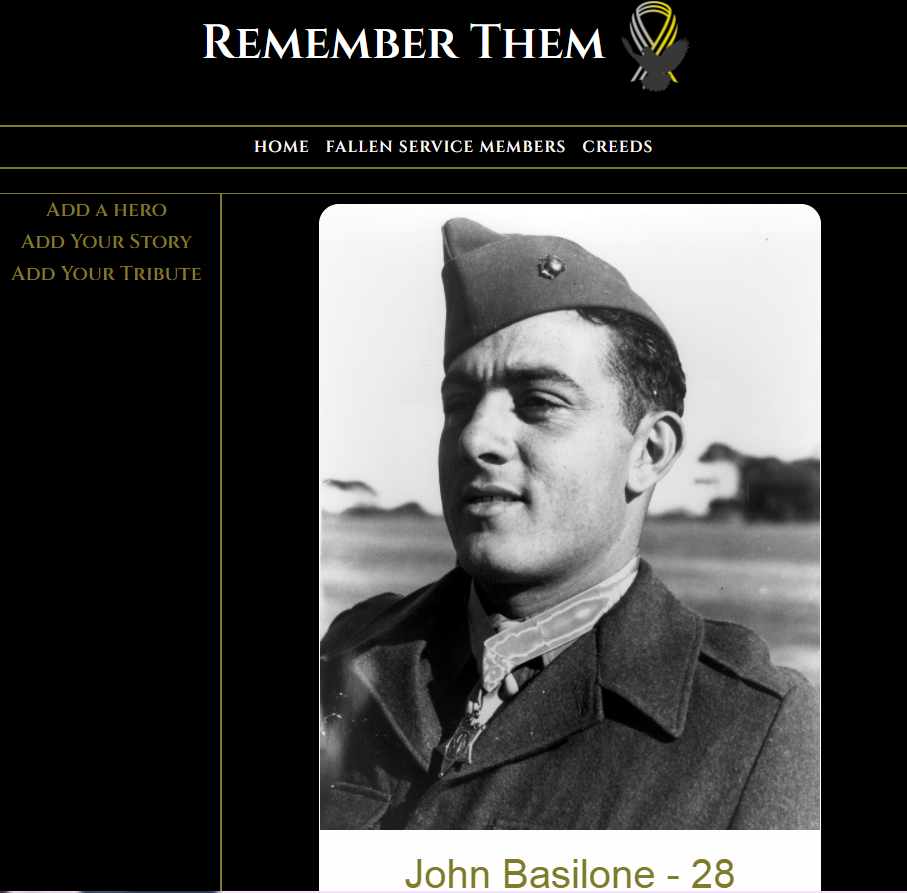 Remember Them
HOME FALLEN SERVICE MEMBERS CREEDS
Add a hero
Add Your Story
Add Your Tribute
John Basilone - 28